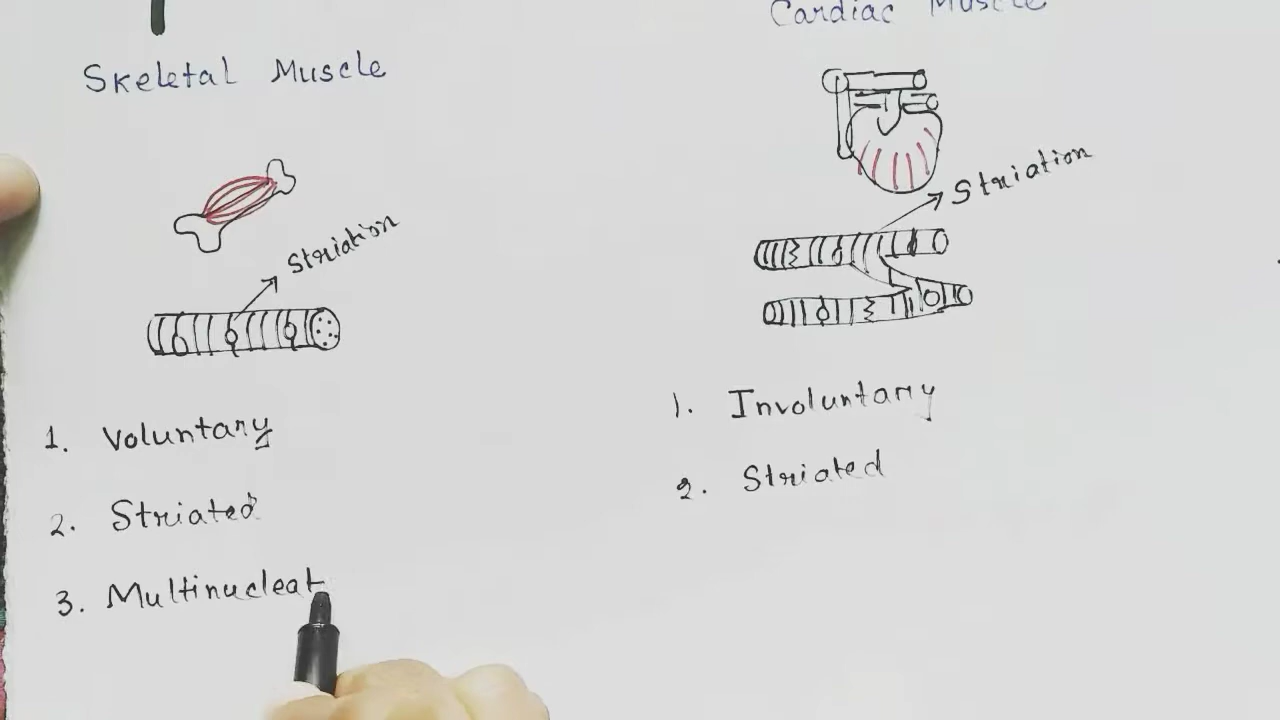 Cardiac Muscle
Skeletal Muscle
Striation
Striation
1. Voluntary
2. Striated
3. Multinucleat
1. Involuntary
2. Striated